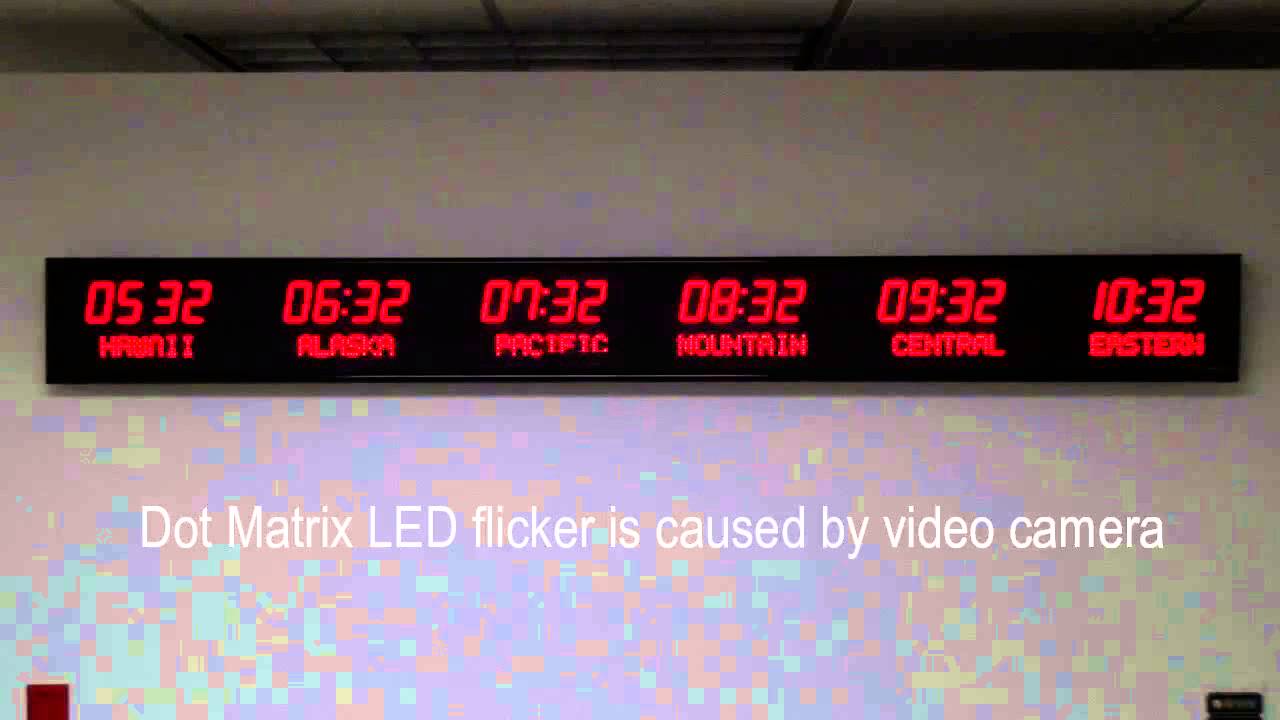 05 32 06:32 07:32 08:32 09:32 10:32
HAWAII ALASKA PACIFIC MOUNTAIN CENTRAL EASTERN
Dot Matrix LED flicker is caused by video camera